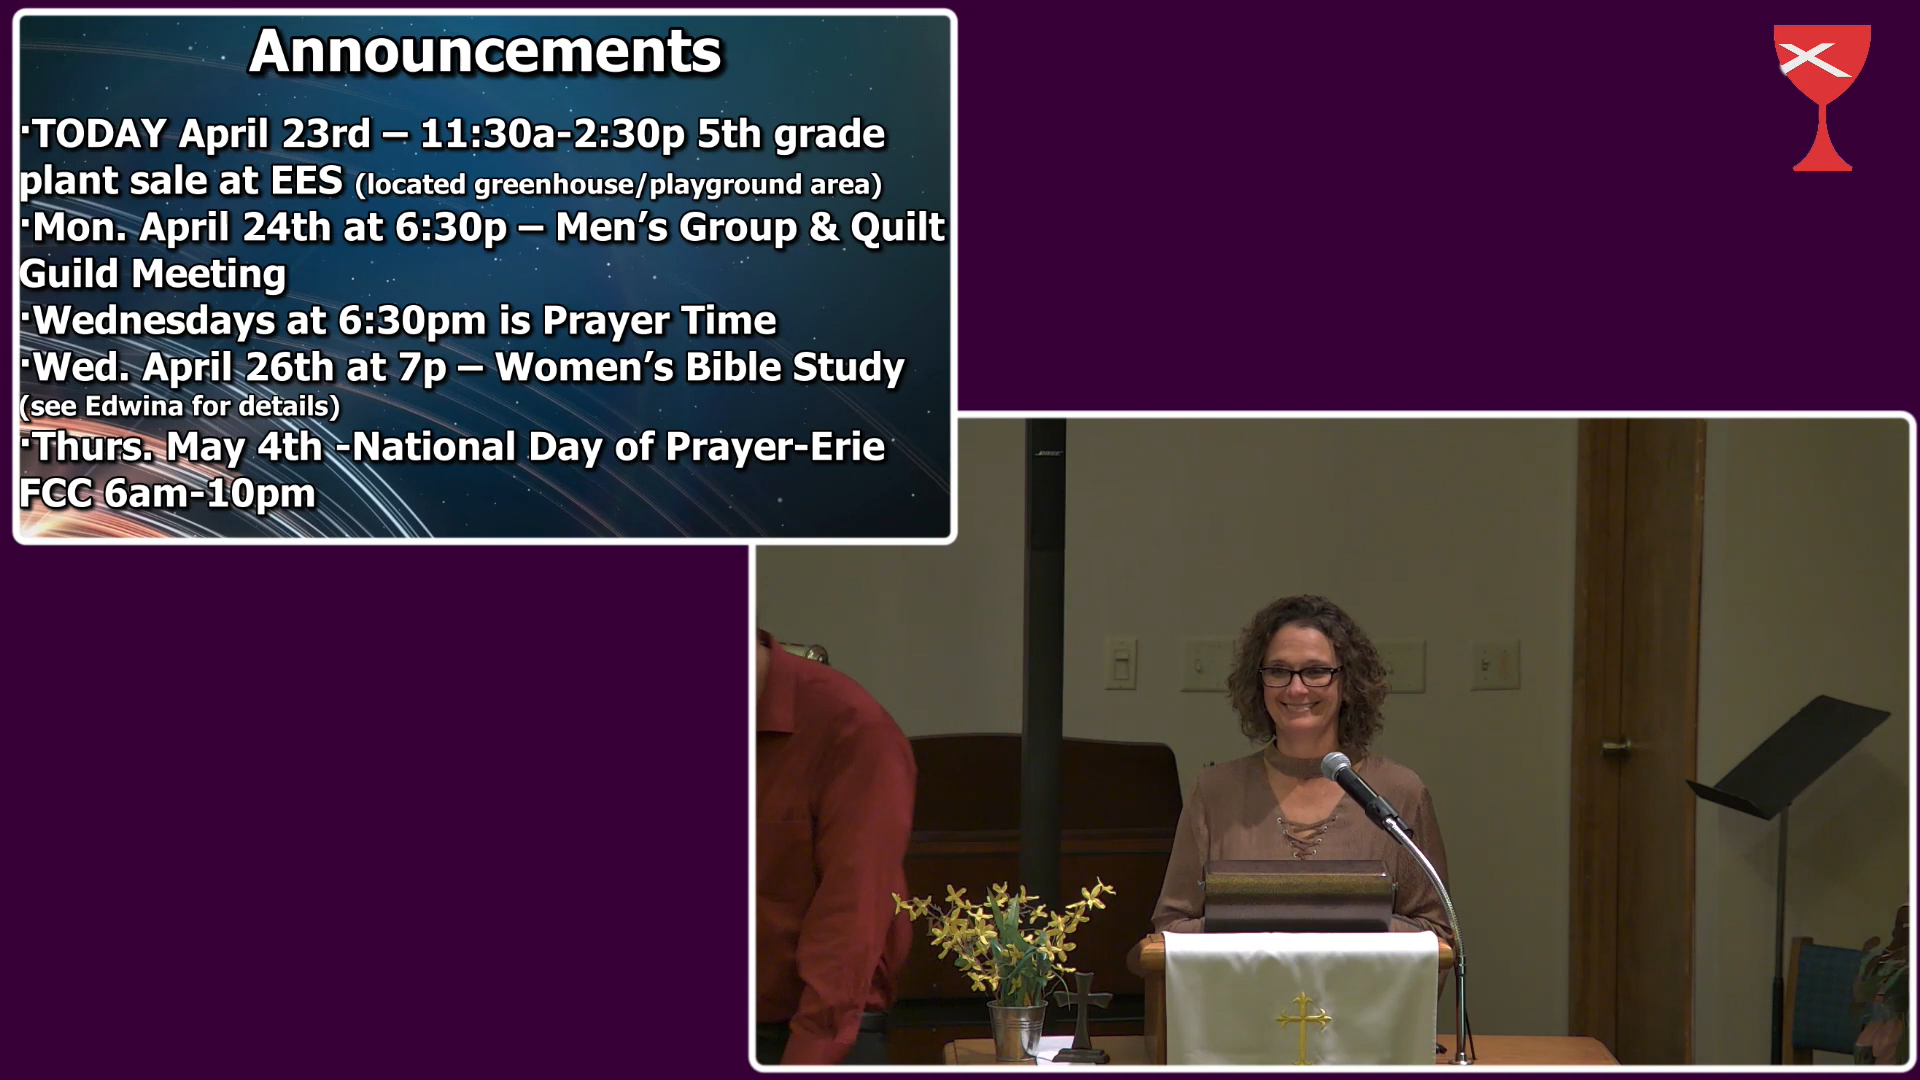 Announcements
·TODAY April 23rd – 11:30a-2:30p 5th grade
plant sale at EES (located greenhouse/playground area)
·Mon. April 24th at 6:30p – Men’s Group & Quilt
Guild Meeting
·Wednesdays at 6:30pm is Prayer Time
·Wed. April 26th at 7p – Women’s Bible Study
(see Edwina for details)
·Thurs. May 4th -National Day of Prayer-Erie
FCC 6am-10pm
BOSE